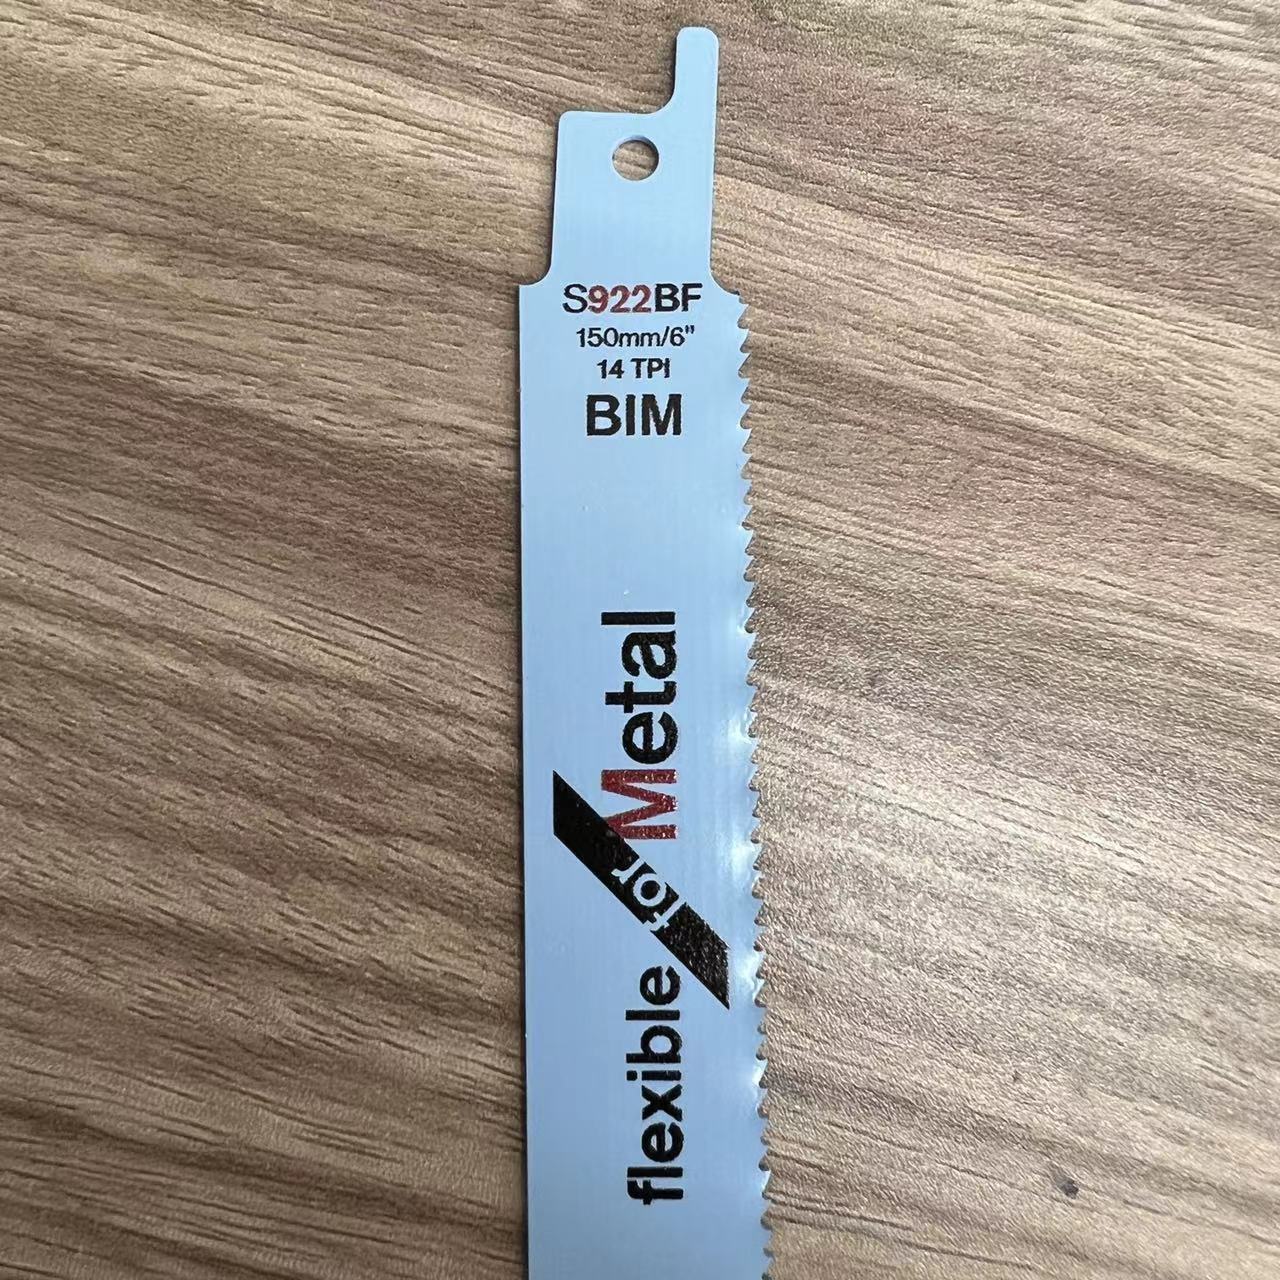 S922BF
150mm/6"
14 TPI
BIM
flexible for Metal